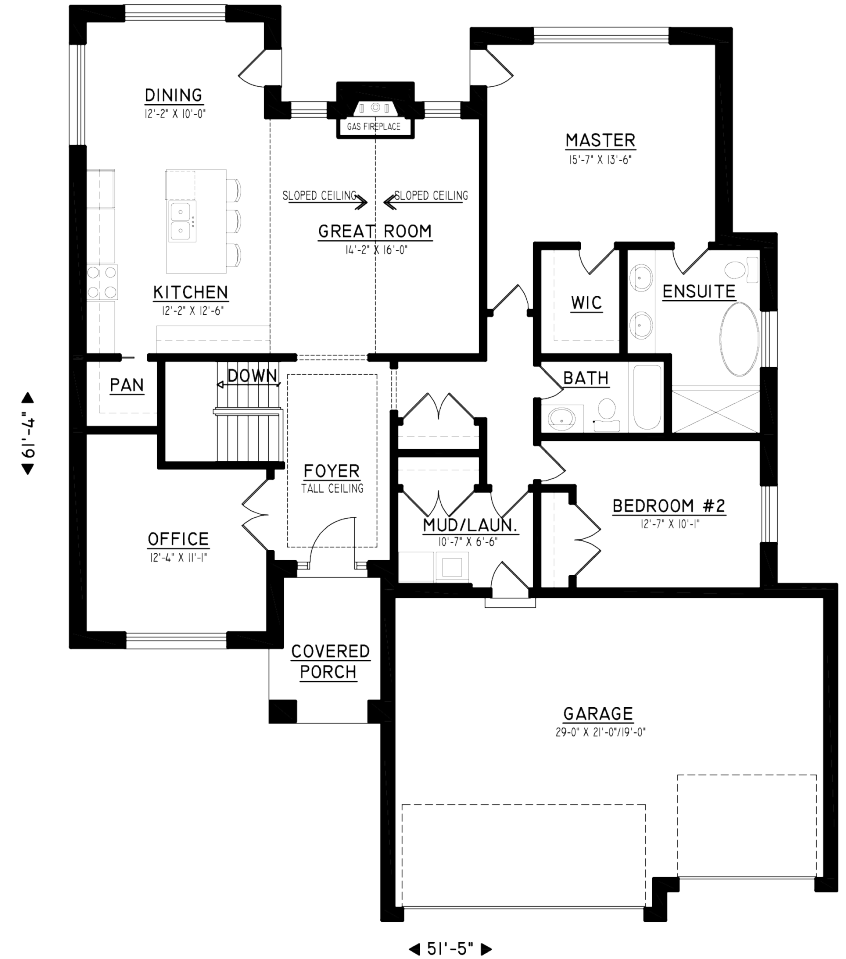 DINING
12'-2" X 10'-0"
GAS FIREPLACE
MASTER
15'-7" X 13'-6"
SLOPED CEILING
SLOPED CEILING
GREAT ROOM
14'-2" X 16'-0"
KITCHEN
12'-2" X 12'-6"
WIC
ENSUITE
PAN
DOWN
BATH
61'-4"
FOYER
TALL CEILING
OFFICE
12'-4" X 11'-1"
MUD/LAUN.
10'-7" X 6'-6"
BEDROOM #2
12'-7" X 10'-1"
COVERED
PORCH
GARAGE
29-0" X 21'-0"/19'-0"
51'-5"